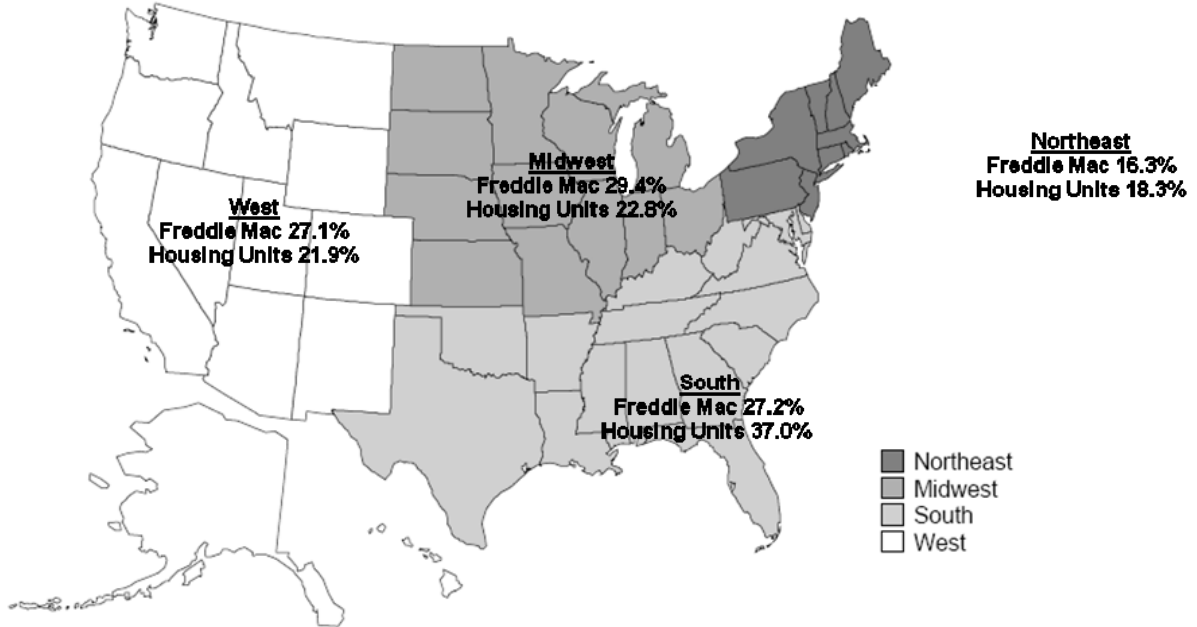 Northeast
Freddie Mac 16.3%
Housing Units 18.3%
Midwest
Freddie Mac 29.4%
Housing Units 22.8%
West
Freddie Mac 27.1%
Housing Units 21.9%
South
Freddie Mac 27.2%
Housing Units 37.0%
Northeast
Midwest
South
West